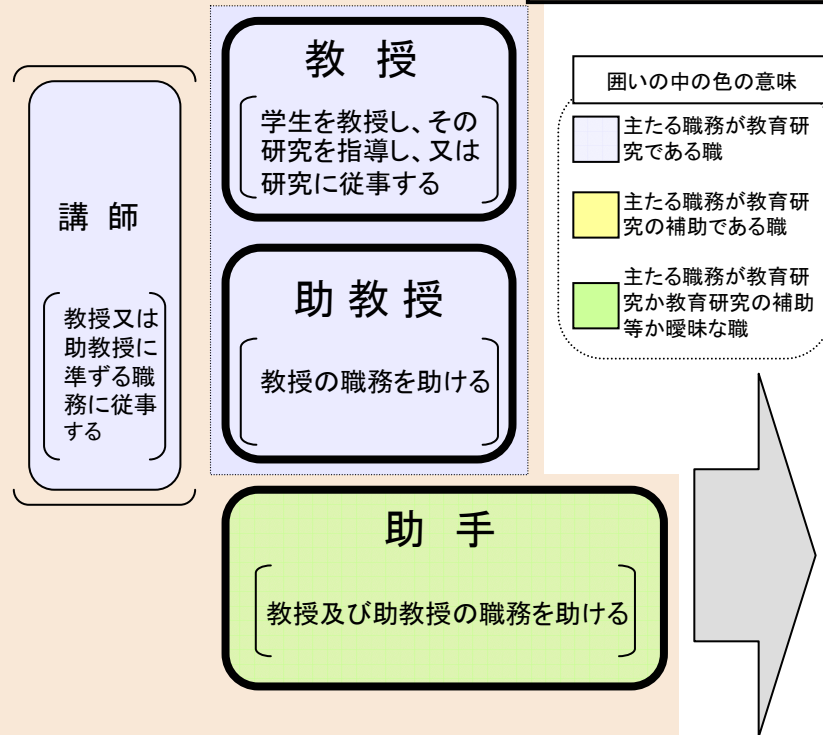 教 授
学生を教授し、その
研究を指導し、又は
研究に従事する
講 師
教授又は
助教授に
準ずる職
務に従事
する
助 教 授
教授の職務を助ける
助 手
教授及び助教授の職務を助ける
囲いの中の色の意味
主たる職務が教育研
究である職
主たる職務が教育研
究の補助である職
主たる職務が教育研
究か教育研究の補助
等か曖昧な職